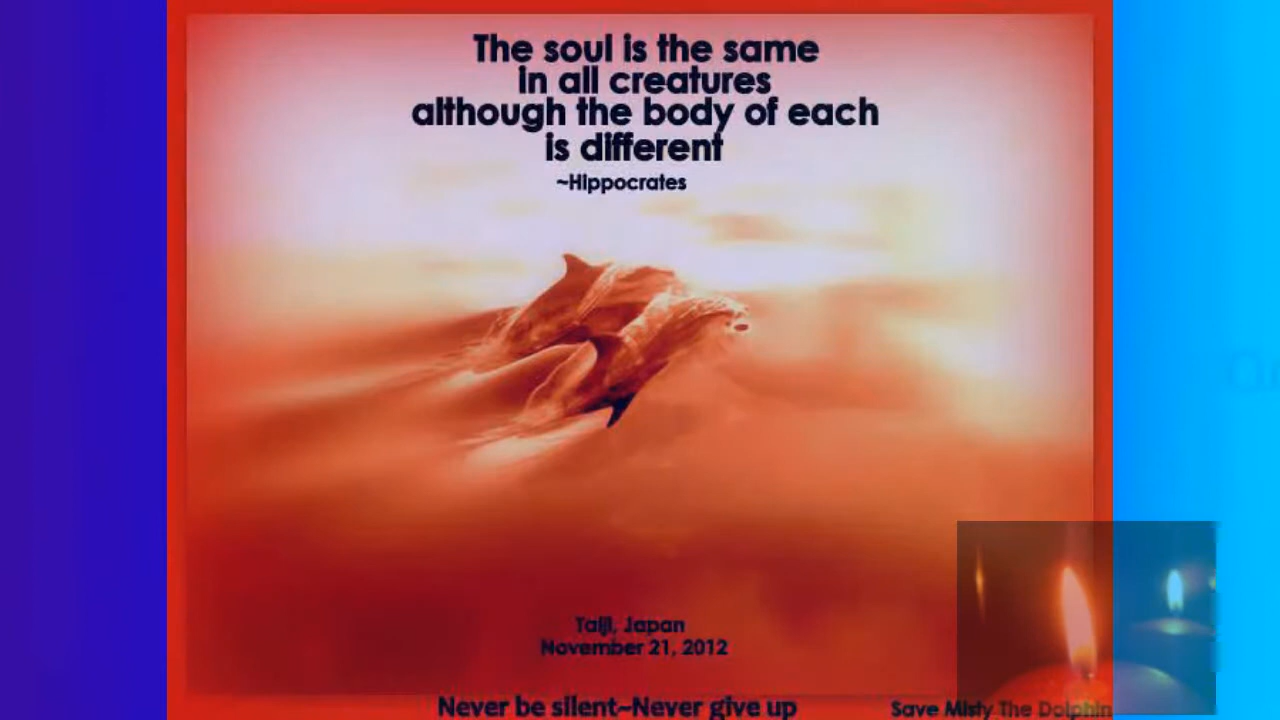 The soul is the same
in all creatures
although the body of each
is different
~Hippocrates
Taiji, Japan
November 21, 2012
Never be silent~Never give up
Save Misty The Dolphin